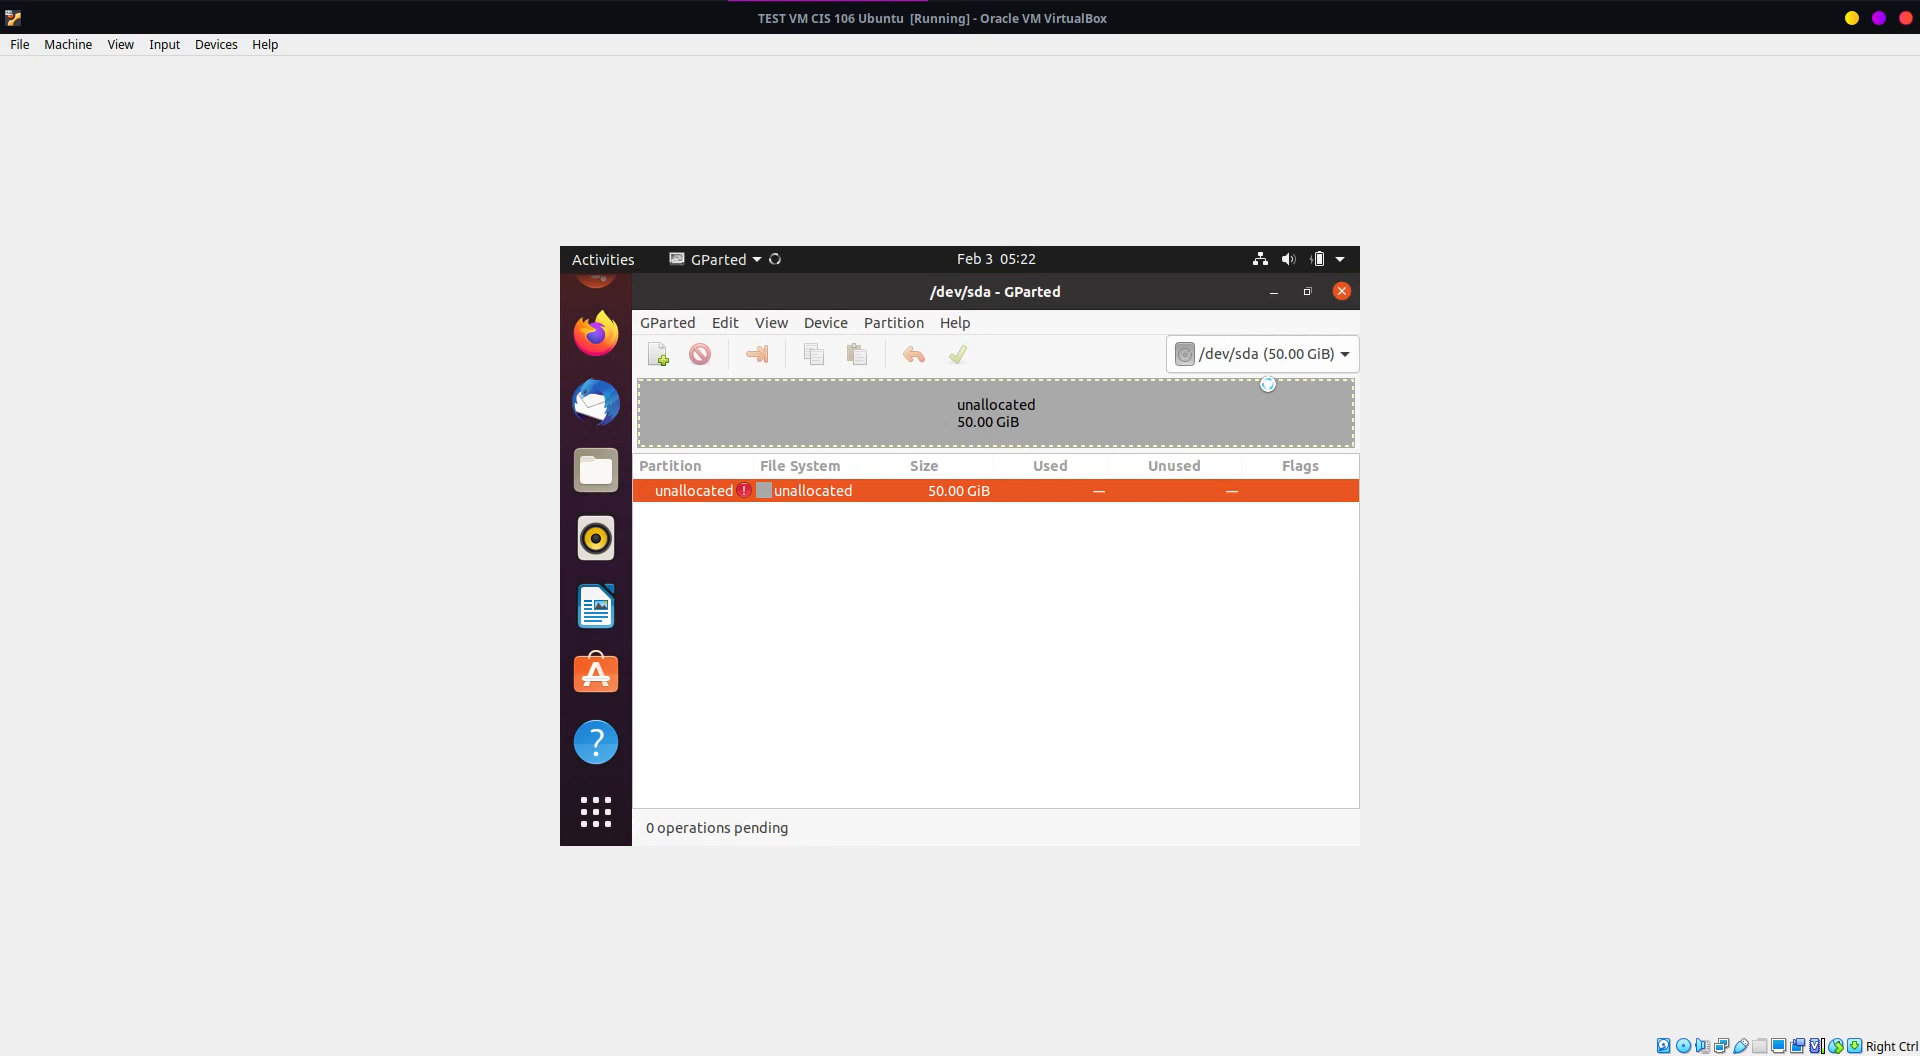 TEST VM CIS 106 Ubuntu [Running] - Oracle VM VirtualBox
File Machine View Input Devices Help
Activities GParted Feb 3 05:22
/dev/sda - GParted
GParted Edit View Device Partition Help
/dev/sda (50.00 GiB)
unallocated
50.00 GiB
Partition File System Size Used Unused Flags
unallocated unallocated 50.00 GiB — —
0 operations pending
Right Ctrl